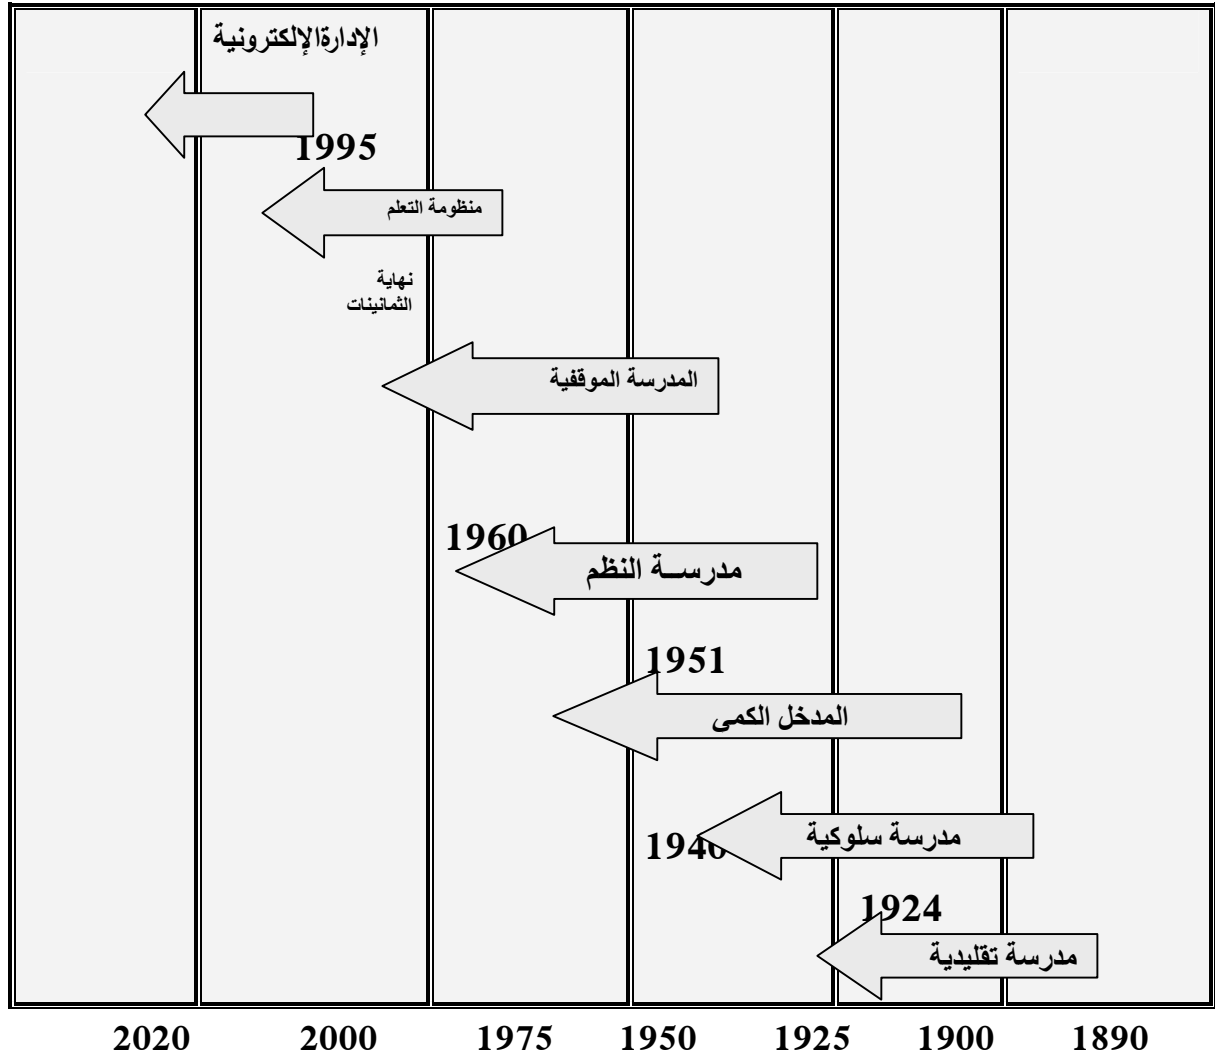 الإدارةالإلكترونية
1995
منظومة التعلم
نهاية
الثمانينات
المدرسة الموقفية
1960
مدرســة النظم
1951
المدخل الكمى
مدرسة سلوكية
1940
1924
مدرسة تقليدية
1890 1900 1925 1950 1975 2000 2020